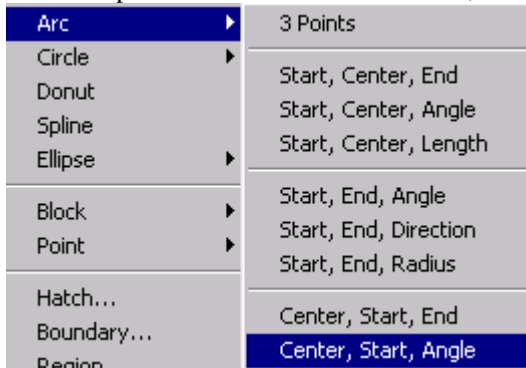 Arc
Circle
Donut
Spline
Ellipse
Block
Point
Hatch...
Boundary...
Region
3 Points
Start, Center, End
Start, Center, Angle
Start, Center, Length
Start, End, Angle
Start, End, Direction
Start, End, Radius
Center, Start, End
Center, Start, Angle